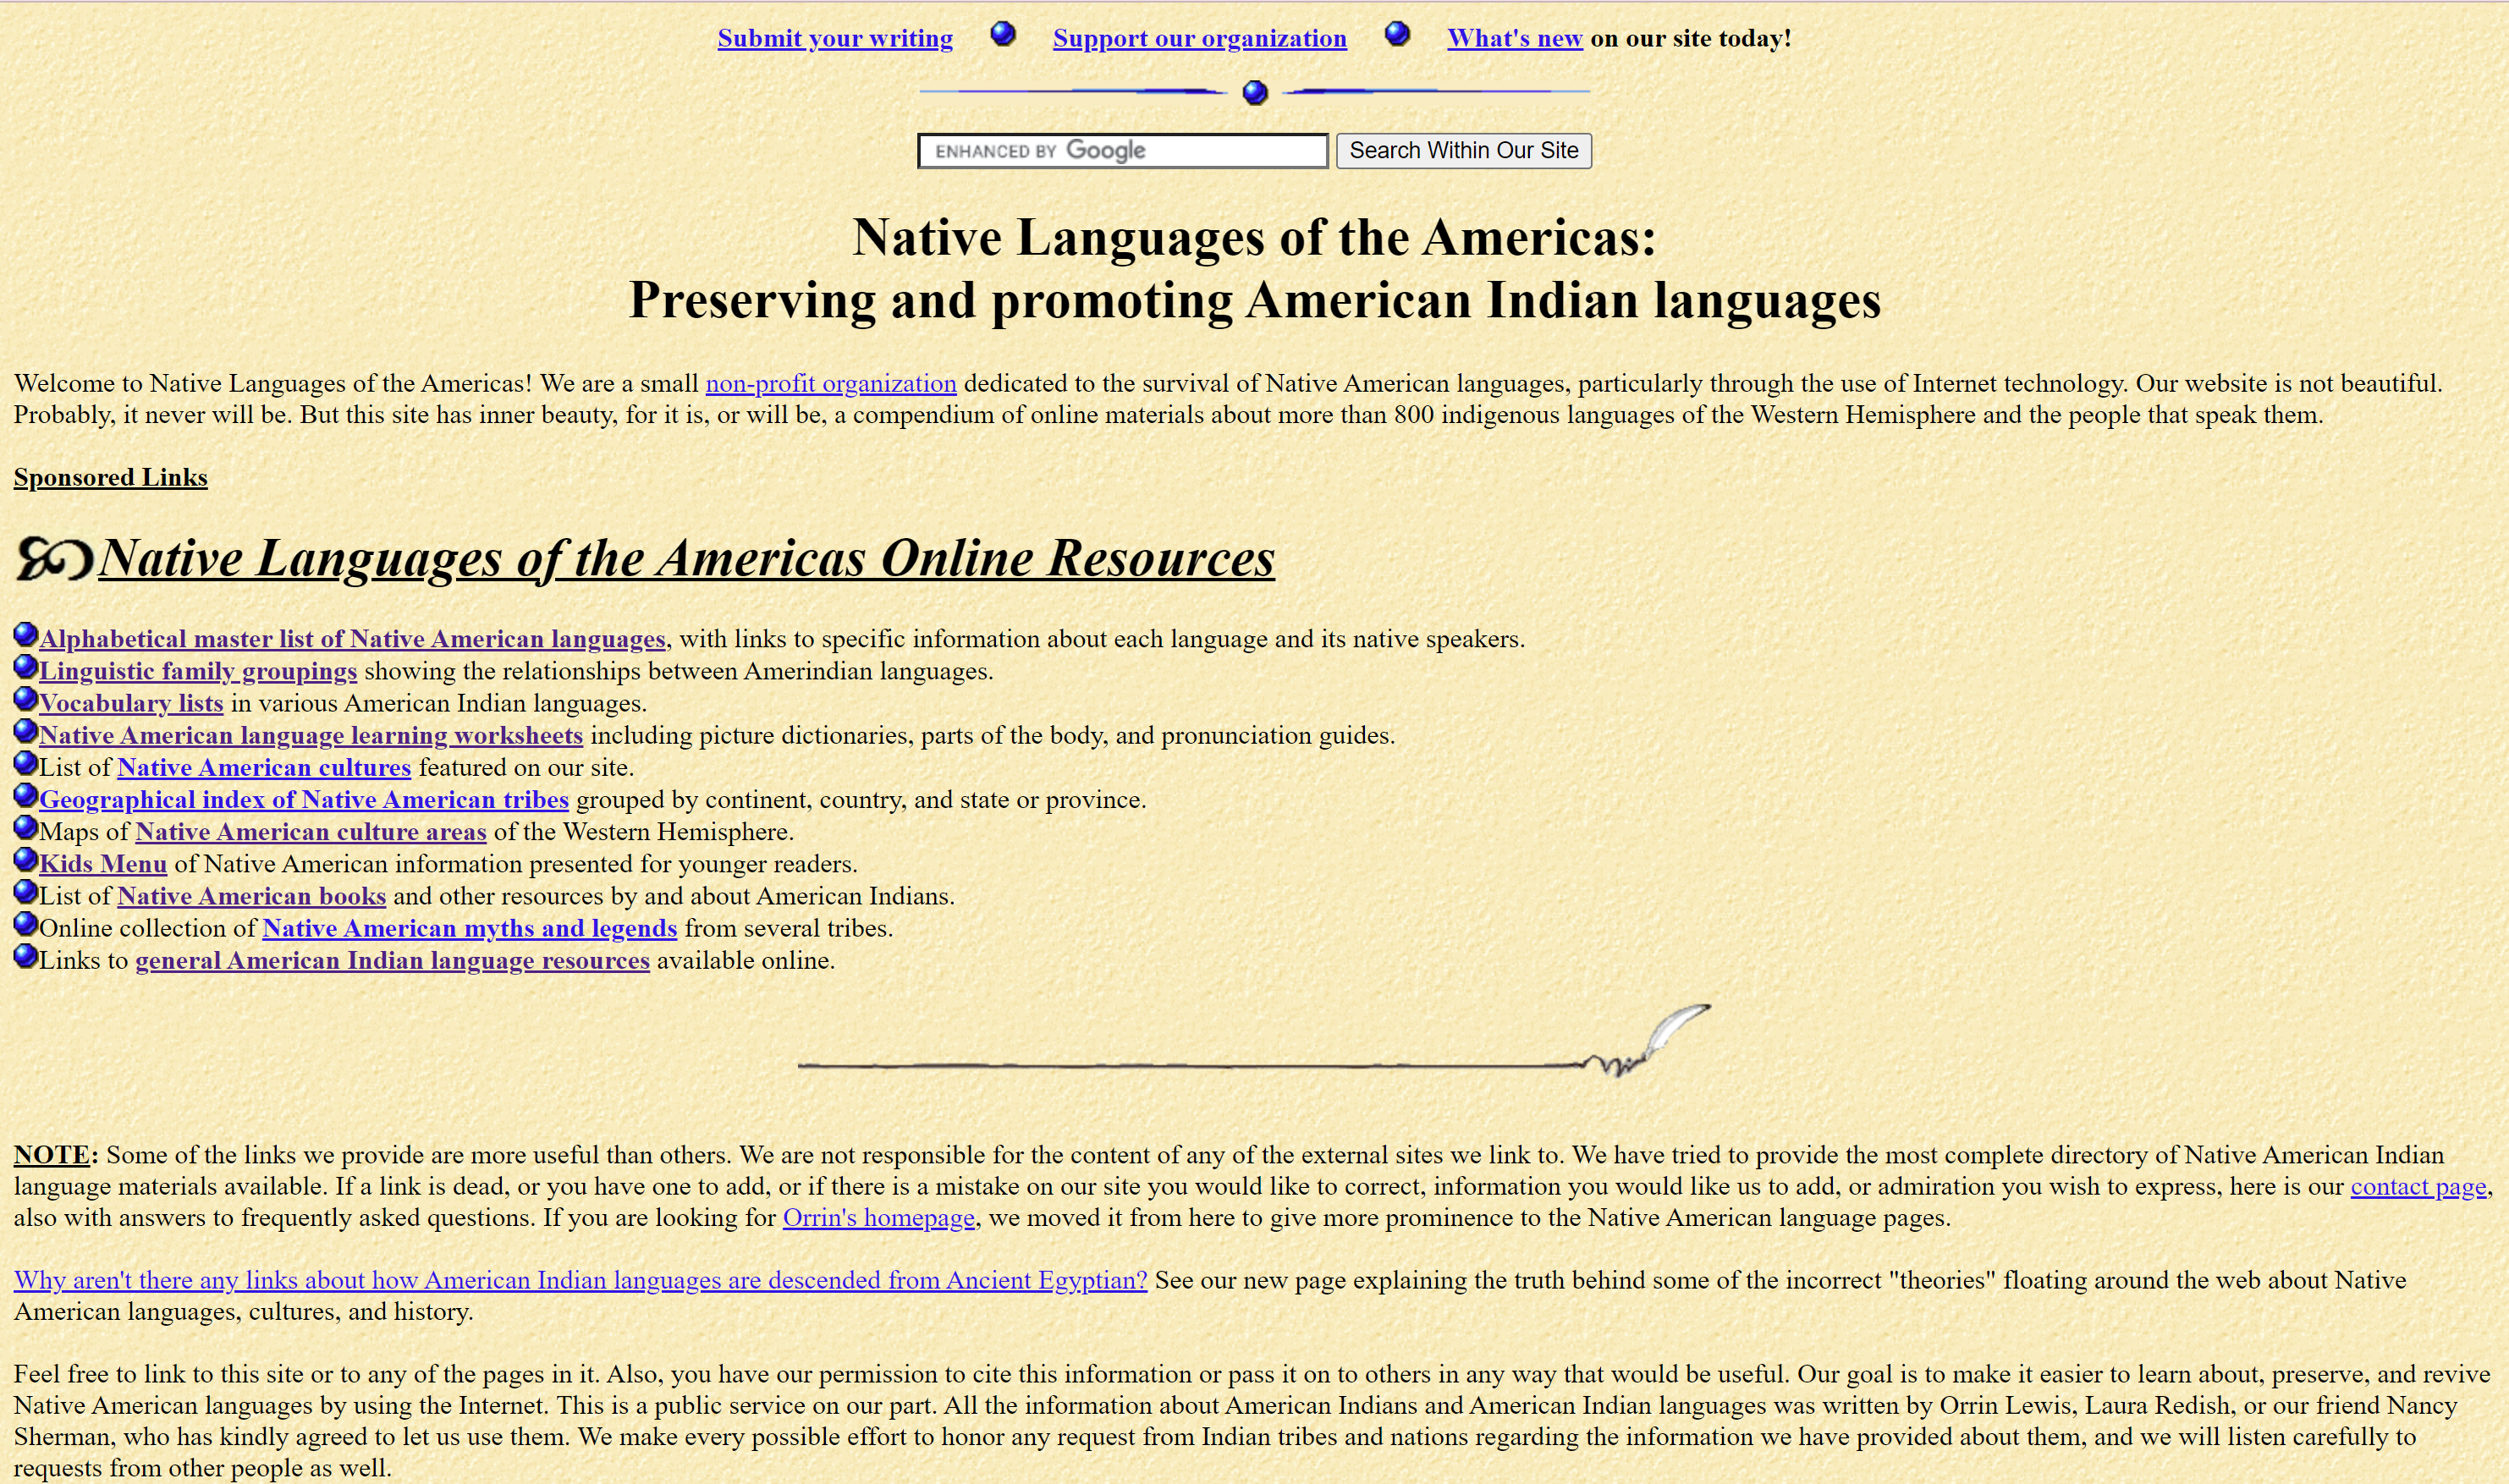 Submit your writing Support our organization What's new on our site today!
ENHANCED BY Google Search Within Our Site
Native Languages of the Americas:
Preserving and promoting American Indian languages
Welcome to Native Languages of the Americas! We are a small non-profit organization dedicated to the survival of Native American languages, particularly through the use of Internet technology. Our website is not beautiful.
Probably, it never will be. But this site has inner beauty, for it is, or will be, a compendium of online materials about more than 800 indigenous languages of the Western Hemisphere and the people that speak them.
Sponsored Links
Native Languages of the Americas Online Resources
Alphabetical master list of Native American languages, with links to specific information about each language and its native speakers.
Linguistic family groupings showing the relationships between Amerindian languages.
Vocabulary lists in various American Indian languages.
Native American language learning worksheets including picture dictionaries, parts of the body, and pronunciation guides.
List of Native American cultures featured on our site.
Geographical index of Native American tribes grouped by continent, country, and state or province.
Maps of Native American culture areas of the Western Hemisphere.
Kids Menu of Native American information presented for younger readers.
List of Native American books and other resources by and about American Indians.
Online collection of Native American myths and legends from several tribes.
Links to general American Indian language resources available online.
NOTE: Some of the links we provide are more useful than others. We are not responsible for the content of any of the external sites we link to. We have tried to provide the most complete directory of Native American Indian
language materials available. If a link is dead, or you have one to add, or if there is a mistake on our site you would like to correct, information you would like us to add, or admiration you wish to express, here is our contact page,
also with answers to frequently asked questions. If you are looking for Orrin's homepage, we moved it from here to give more prominence to the Native American language pages.
Why aren't there any links about how American Indian languages are descended from Ancient Egyptian? See our new page explaining the truth behind some of the incorrect "theories" floating around the web about Native
American languages, cultures, and history.
Feel free to link to this site or to any of the pages in it. Also, you have our permission to cite this information or pass it on to others in any way that would be useful. Our goal is to make it easier to learn about, preserve, and revive
Native American languages by using the Internet. This is a public service on our part. All the information about American Indians and American Indian languages was written by Orrin Lewis, Laura Redish, or our friend Nancy
Sherman, who has kindly agreed to let us use them. We make every possible effort to honor any request from Indian tribes and nations regarding the information we have provided about them, and we will listen carefully to
requests from other people as well.